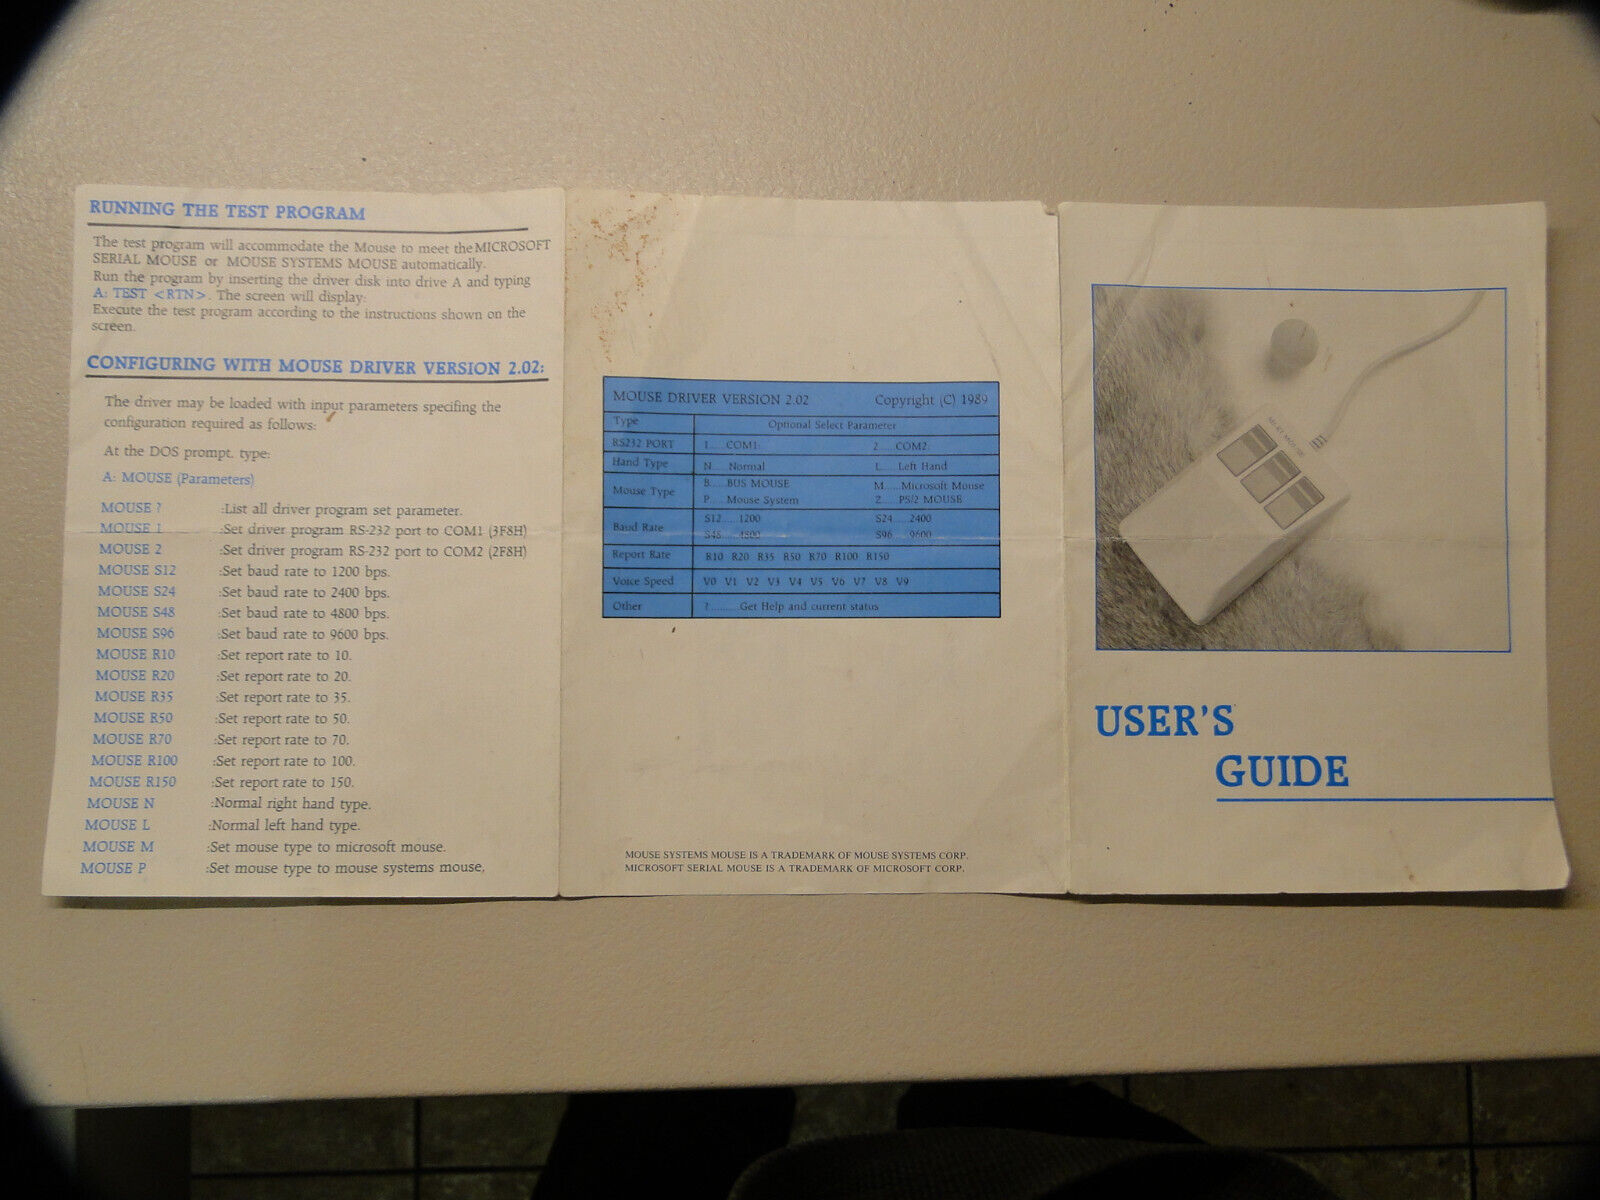 RUNNING THE TEST PROGRAM
The test program will accommodate the Mouse to meet the MICROSOFT
SERIAL MOUSE or MOUSE SYSTEMS MOUSE automatically.
Run the program by inserting the driver disk into drive A and typing
A: TEST <RTN>. The screen will display:
Execute the test program according to the instructions shown on the
screen.
CONFIGURING WITH MOUSE DRIVER VERSION 2.02:
The driver may be loaded with input parameters specifing the
configuration required as follows:
At the DOS prompt. type:
A: MOUSE (Parameters)
MOUSE ? :List all driver program set parameter.
MOUSE 1 :Set driver program RS-232 port to COM1 (3F8H)
MOUSE 2 :Set driver program RS-232 port to COM2 (2F8H)
MOUSE S12 :Set baud rate to 1200 bps.
MOUSE S24 :Set baud rate to 2400 bps.
MOUSE S48 :Set baud rate to 4800 bps.
MOUSE S96 :Set baud rate to 9600 bps.
MOUSE R10 :Set report rate to 10.
MOUSE R20 :Set report rate to 20.
MOUSE R35 :Set report rate to 35.
MOUSE R50 :Set report rate to 50.
MOUSE R70 :Set report rate to 70.
MOUSE R100 :Set report rate to 100.
MOUSE R150 :Set report rate to 150.
MOUSE N :Normal right hand type.
MOUSE L :Normal left hand type.
MOUSE M :Set mouse type to microsoft mouse.
MOUSE P :Set mouse type to mouse systems mouse,
MOUSE DRIVER VERSION 2.02 Copyright (C) 1989
Type Optional Select Parameter
RS232 PORT 1.....COM1: 2.....COM2:
Hand Type N.....Normal L.....Left Hand
Mouse Type B.....BUS MOUSE M.....Microsoft Mouse
P.....Mouse System Z.....PS/2 MOUSE
Baud Rate S12.....1200 S24.....2400
S48.....4800 S96.....9600
Report Rate R10 R20 R35 R50 R70 R100 R150
Voice Speed V0 V1 V2 V3 V4 V5 V6 V7 V8 V9
Other ?.........Get Help and current status
MOUSE SYSTEMS MOUSE IS A TRADEMARK OF MOUSE SYSTEMS CORP.
MICROSOFT SERIAL MOUSE IS A TRADEMARK OF MICROSOFT CORP.
USER'S
GUIDE